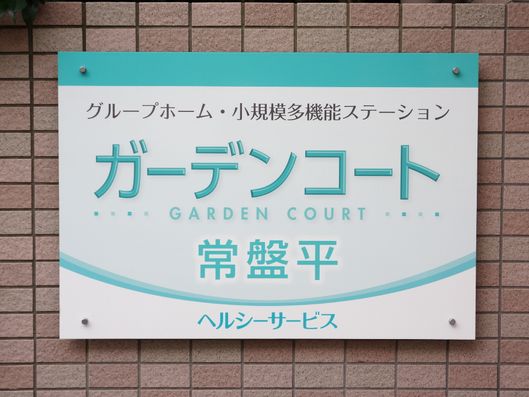 グループホーム・小規模多機能ステーション
ガーデンコート
GARDEN COURT
常盤平
ヘルシーサービス